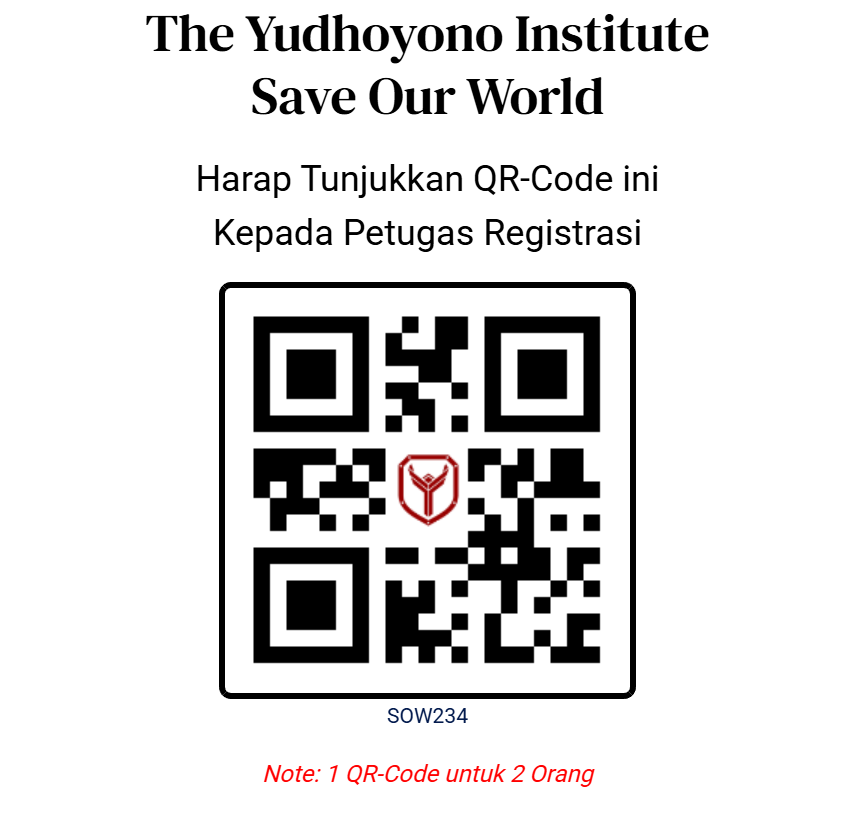 The Yudhoyono Institute
Save Our World
Harap Tunjukkan QR-Code ini
Kepada Petugas Registrasi
SOW234
Note: 1 QR-Code untuk 2 Orang